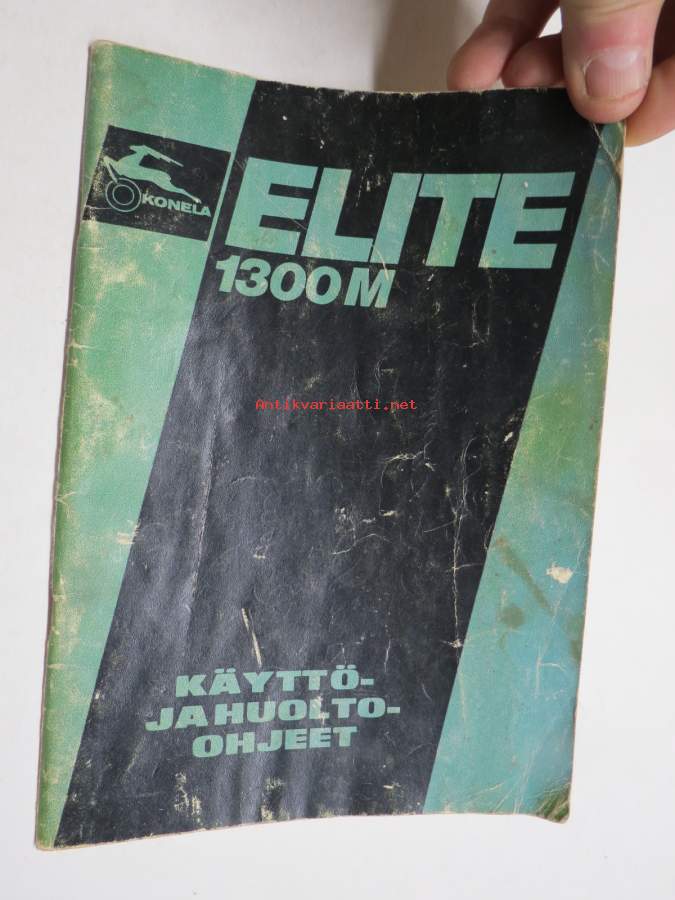 KONELA
ELITE
1300M
Antikvariaatti.net
KÄYTTÖ-
JA HUOLTO-
OHJEET